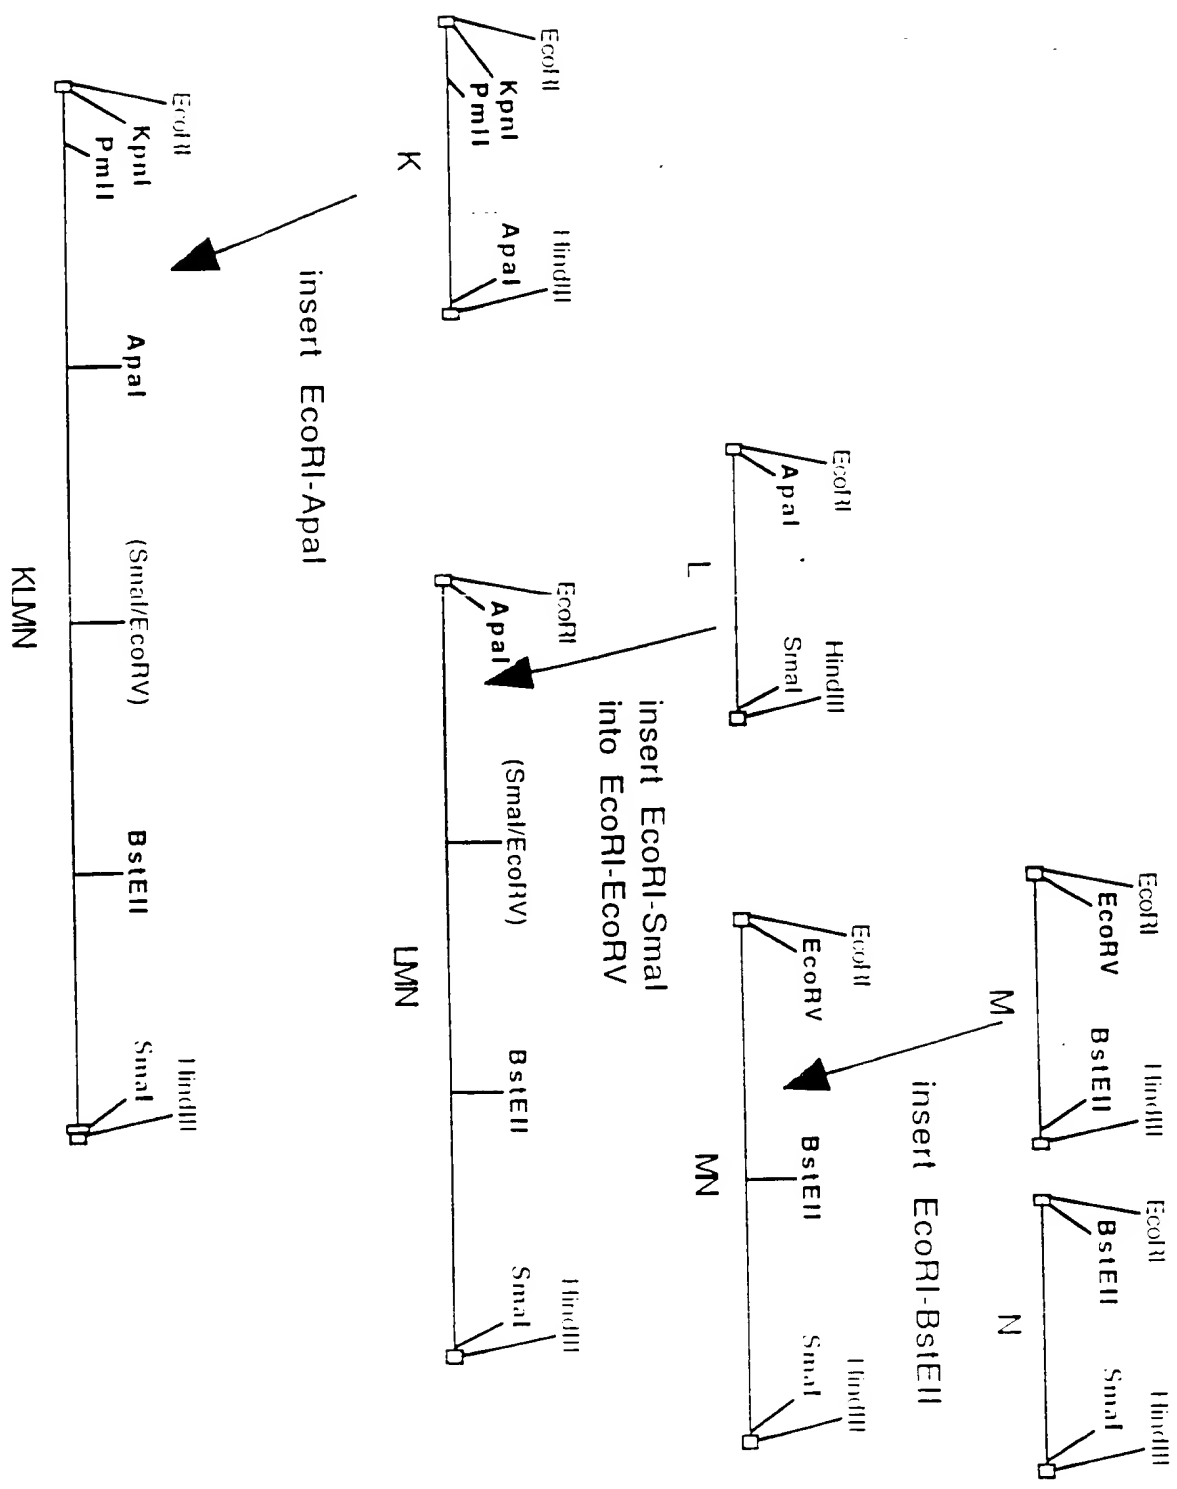 EcoRI
EcoRV
BstEII
HindIII
M
EcoRI
BstEII
SmaI
HindIII
N
insert EcoRI-BstEII
EcoRI
EcoRV
BstEII
SmaI
HindIII
MN
EcoRI
ApaI
SmaI
HindIII
L
insert EcoRI-SmaI
into EcoRI-EcoRV
EcoRI
ApaI
(SmaI/EcoRV)
BstEII
SmaI
HindIII
LMN
EcoRI
KpnI
PmlI
ApaI
HindIII
K
insert EcoRI-ApaI
EcoRI
KpnI
PmlI
ApaI
(SmaI/EcoRV)
BstEII
SmaI
HindIII
KLMN